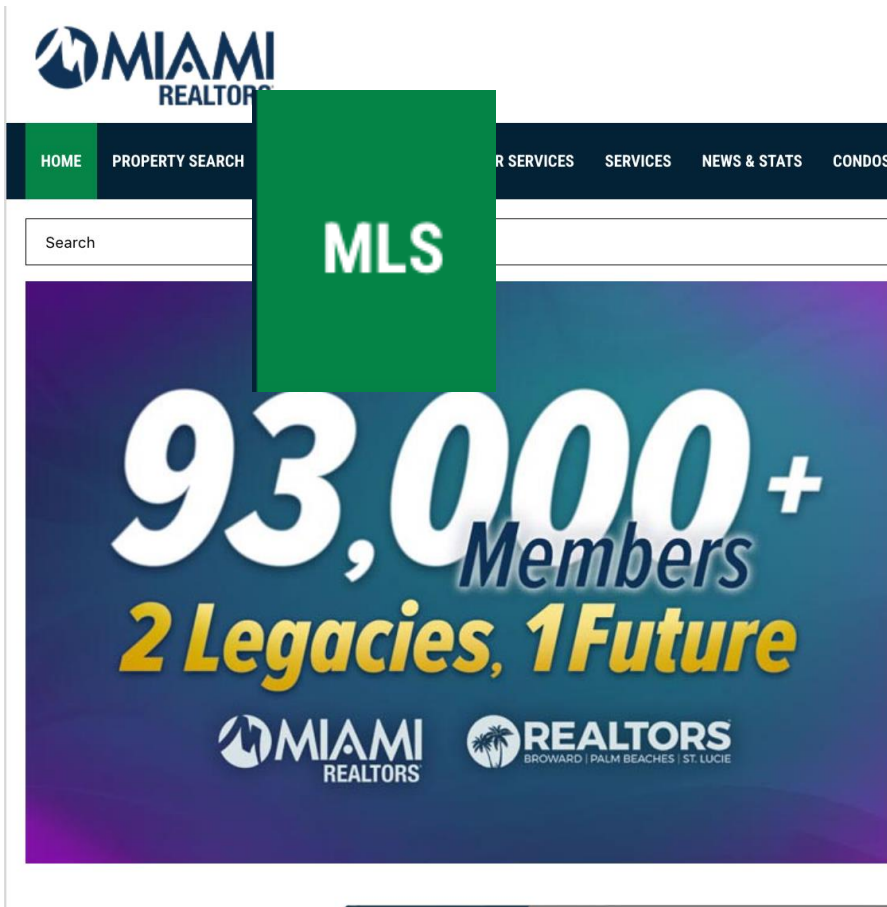 MIAMI
REALTORS
HOME PROPERTY SEARCH MLS R SERVICES SERVICES NEWS & STATS CONDOS
Search
93,000+
Members
2 Legacies, 1 Future
MIAMI REALTORS
REALTORS
BROWARD | PALM BEACHES | ST. LUCIE